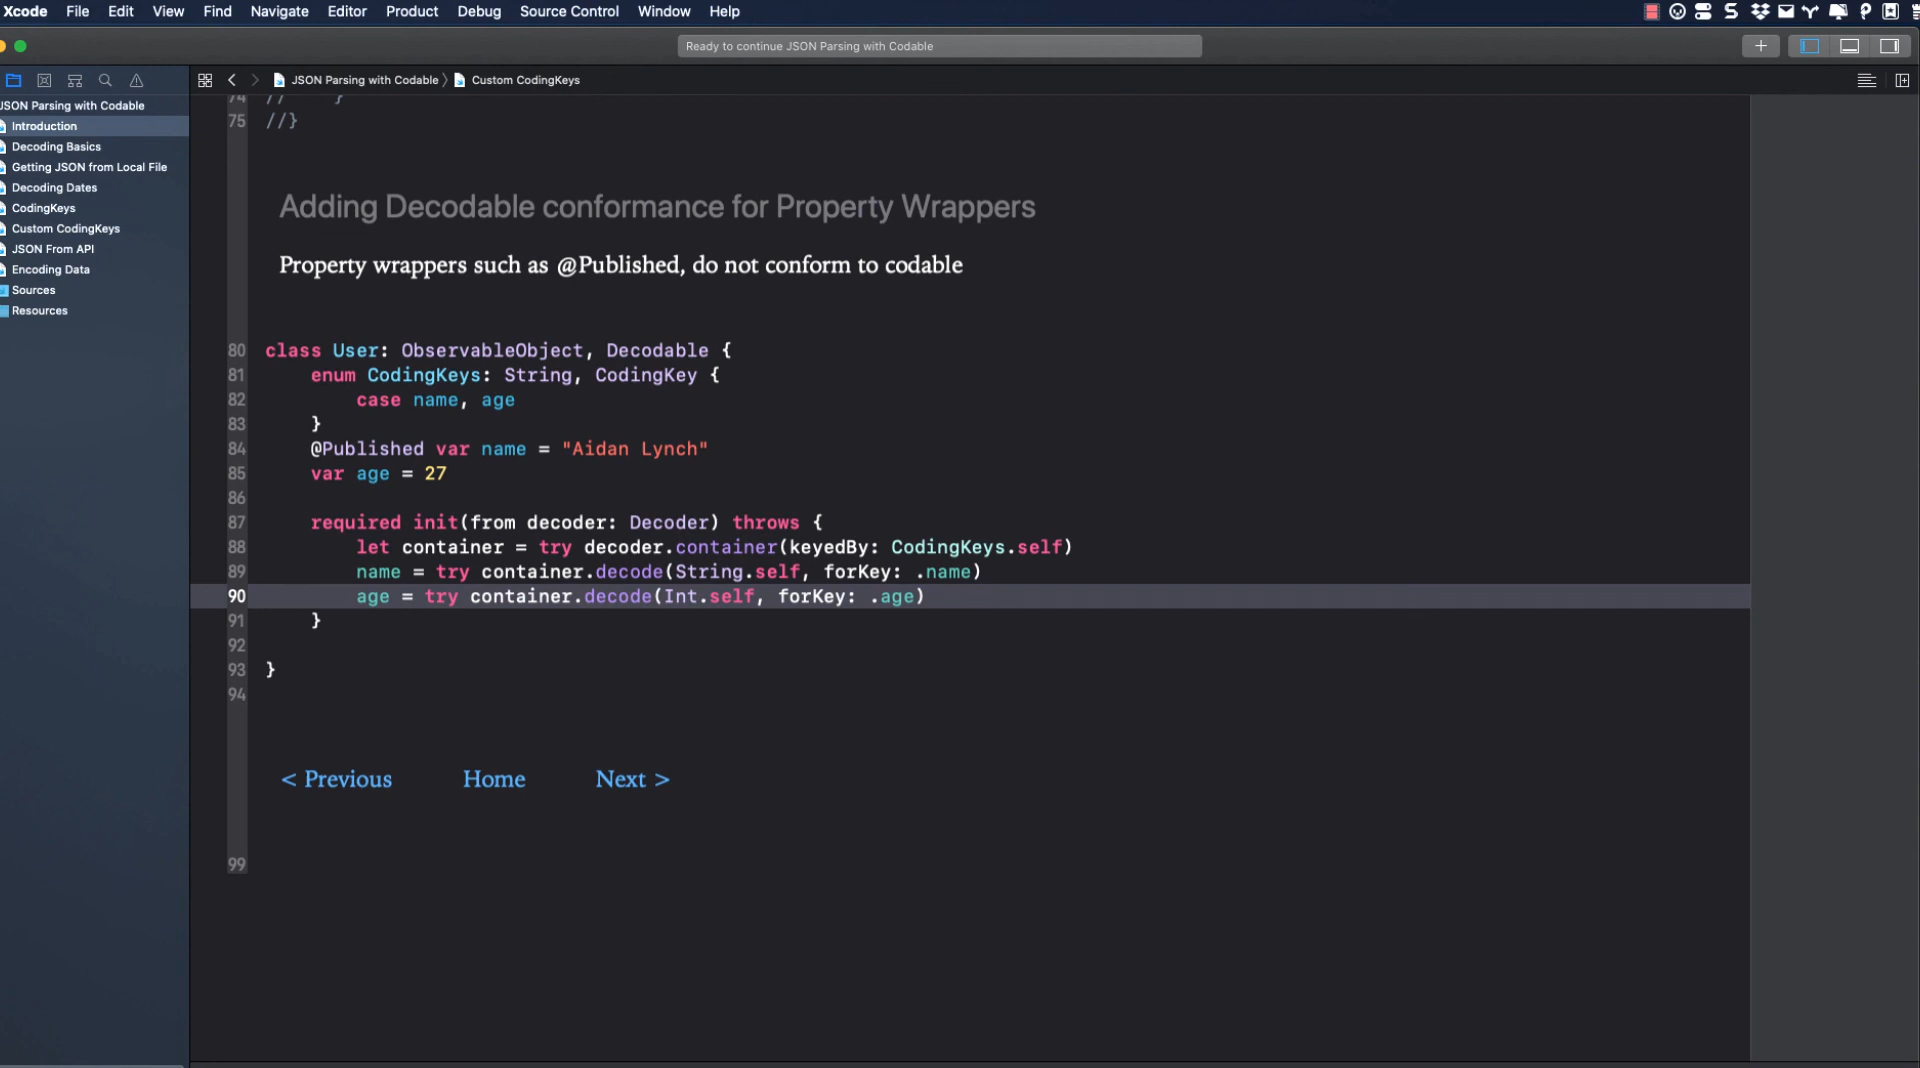 Xcode File Edit View Find Navigate Editor Product Debug Source Control Window Help
Ready to continue JSON Parsing with Codable
JSON Parsing with Codable 〉 Custom CodingKeys
JSON Parsing with Codable
Introduction
Decoding Basics
Getting JSON from Local File
Decoding Dates
CodingKeys
Custom CodingKeys
JSON From API
Encoding Data
Sources
Resources
74 //    }
75 //}
Adding Decodable conformance for Property Wrappers
Property wrappers such as @Published, do not conform to codable
80 class User: ObservableObject, Decodable {
81     enum CodingKeys: String, CodingKey {
82         case name, age
83     }
84     @Published var name = "Aidan Lynch"
85     var age = 27
86
87     required init(from decoder: Decoder) throws {
88         let container = try decoder.container(keyedBy: CodingKeys.self)
89         name = try container.decode(String.self, forKey: .name)
90         age = try container.decode(Int.self, forKey: .age)
91     }
92
93 }
94
< Previous Home Next >
99